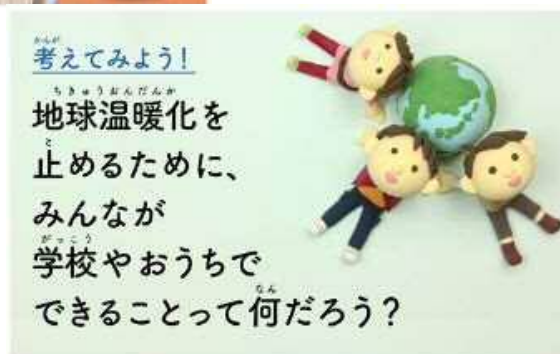 考えてみよう！
地球温暖化を
止めるために、
みんなが
学校やおうちで
できることって何だろう？